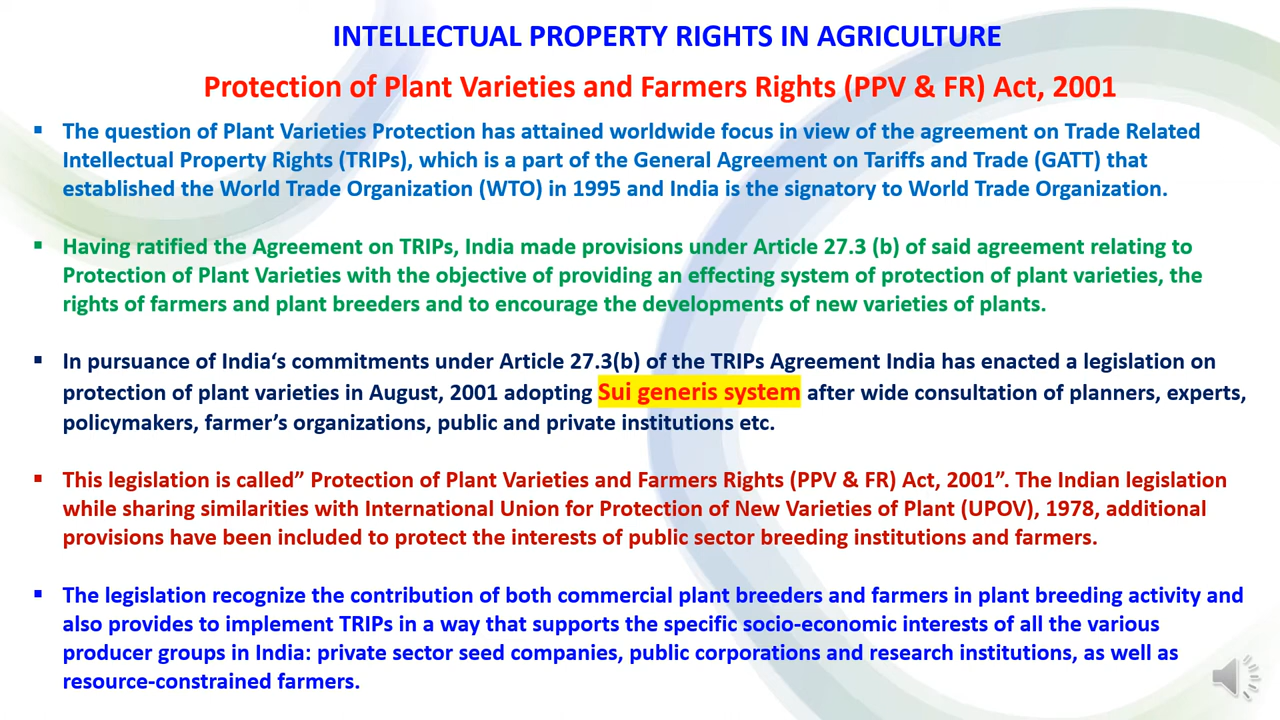 INTELLECTUAL PROPERTY RIGHTS IN AGRICULTURE
Protection of Plant Varieties and Farmers Rights (PPV & FR) Act, 2001
▪ The question of Plant Varieties Protection has attained worldwide focus in view of the agreement on Trade Related
Intellectual Property Rights (TRIPs), which is a part of the General Agreement on Tariffs and Trade (GATT) that
established the World Trade Organization (WTO) in 1995 and India is the signatory to World Trade Organization.
▪ Having ratified the Agreement on TRIPs, India made provisions under Article 27.3 (b) of said agreement relating to
Protection of Plant Varieties with the objective of providing an effecting system of protection of plant varieties, the
rights of farmers and plant breeders and to encourage the developments of new varieties of plants.
▪ In pursuance of India‘s commitments under Article 27.3(b) of the TRIPs Agreement India has enacted a legislation on
protection of plant varieties in August, 2001 adopting Sui generis system after wide consultation of planners, experts,
policymakers, farmer’s organizations, public and private institutions etc.
▪ This legislation is called” Protection of Plant Varieties and Farmers Rights (PPV & FR) Act, 2001”. The Indian legislation
while sharing similarities with International Union for Protection of New Varieties of Plant (UPOV), 1978, additional
provisions have been included to protect the interests of public sector breeding institutions and farmers.
▪ The legislation recognize the contribution of both commercial plant breeders and farmers in plant breeding activity and
also provides to implement TRIPs in a way that supports the specific socio-economic interests of all the various
producer groups in India: private sector seed companies, public corporations and research institutions, as well as
resource-constrained farmers.